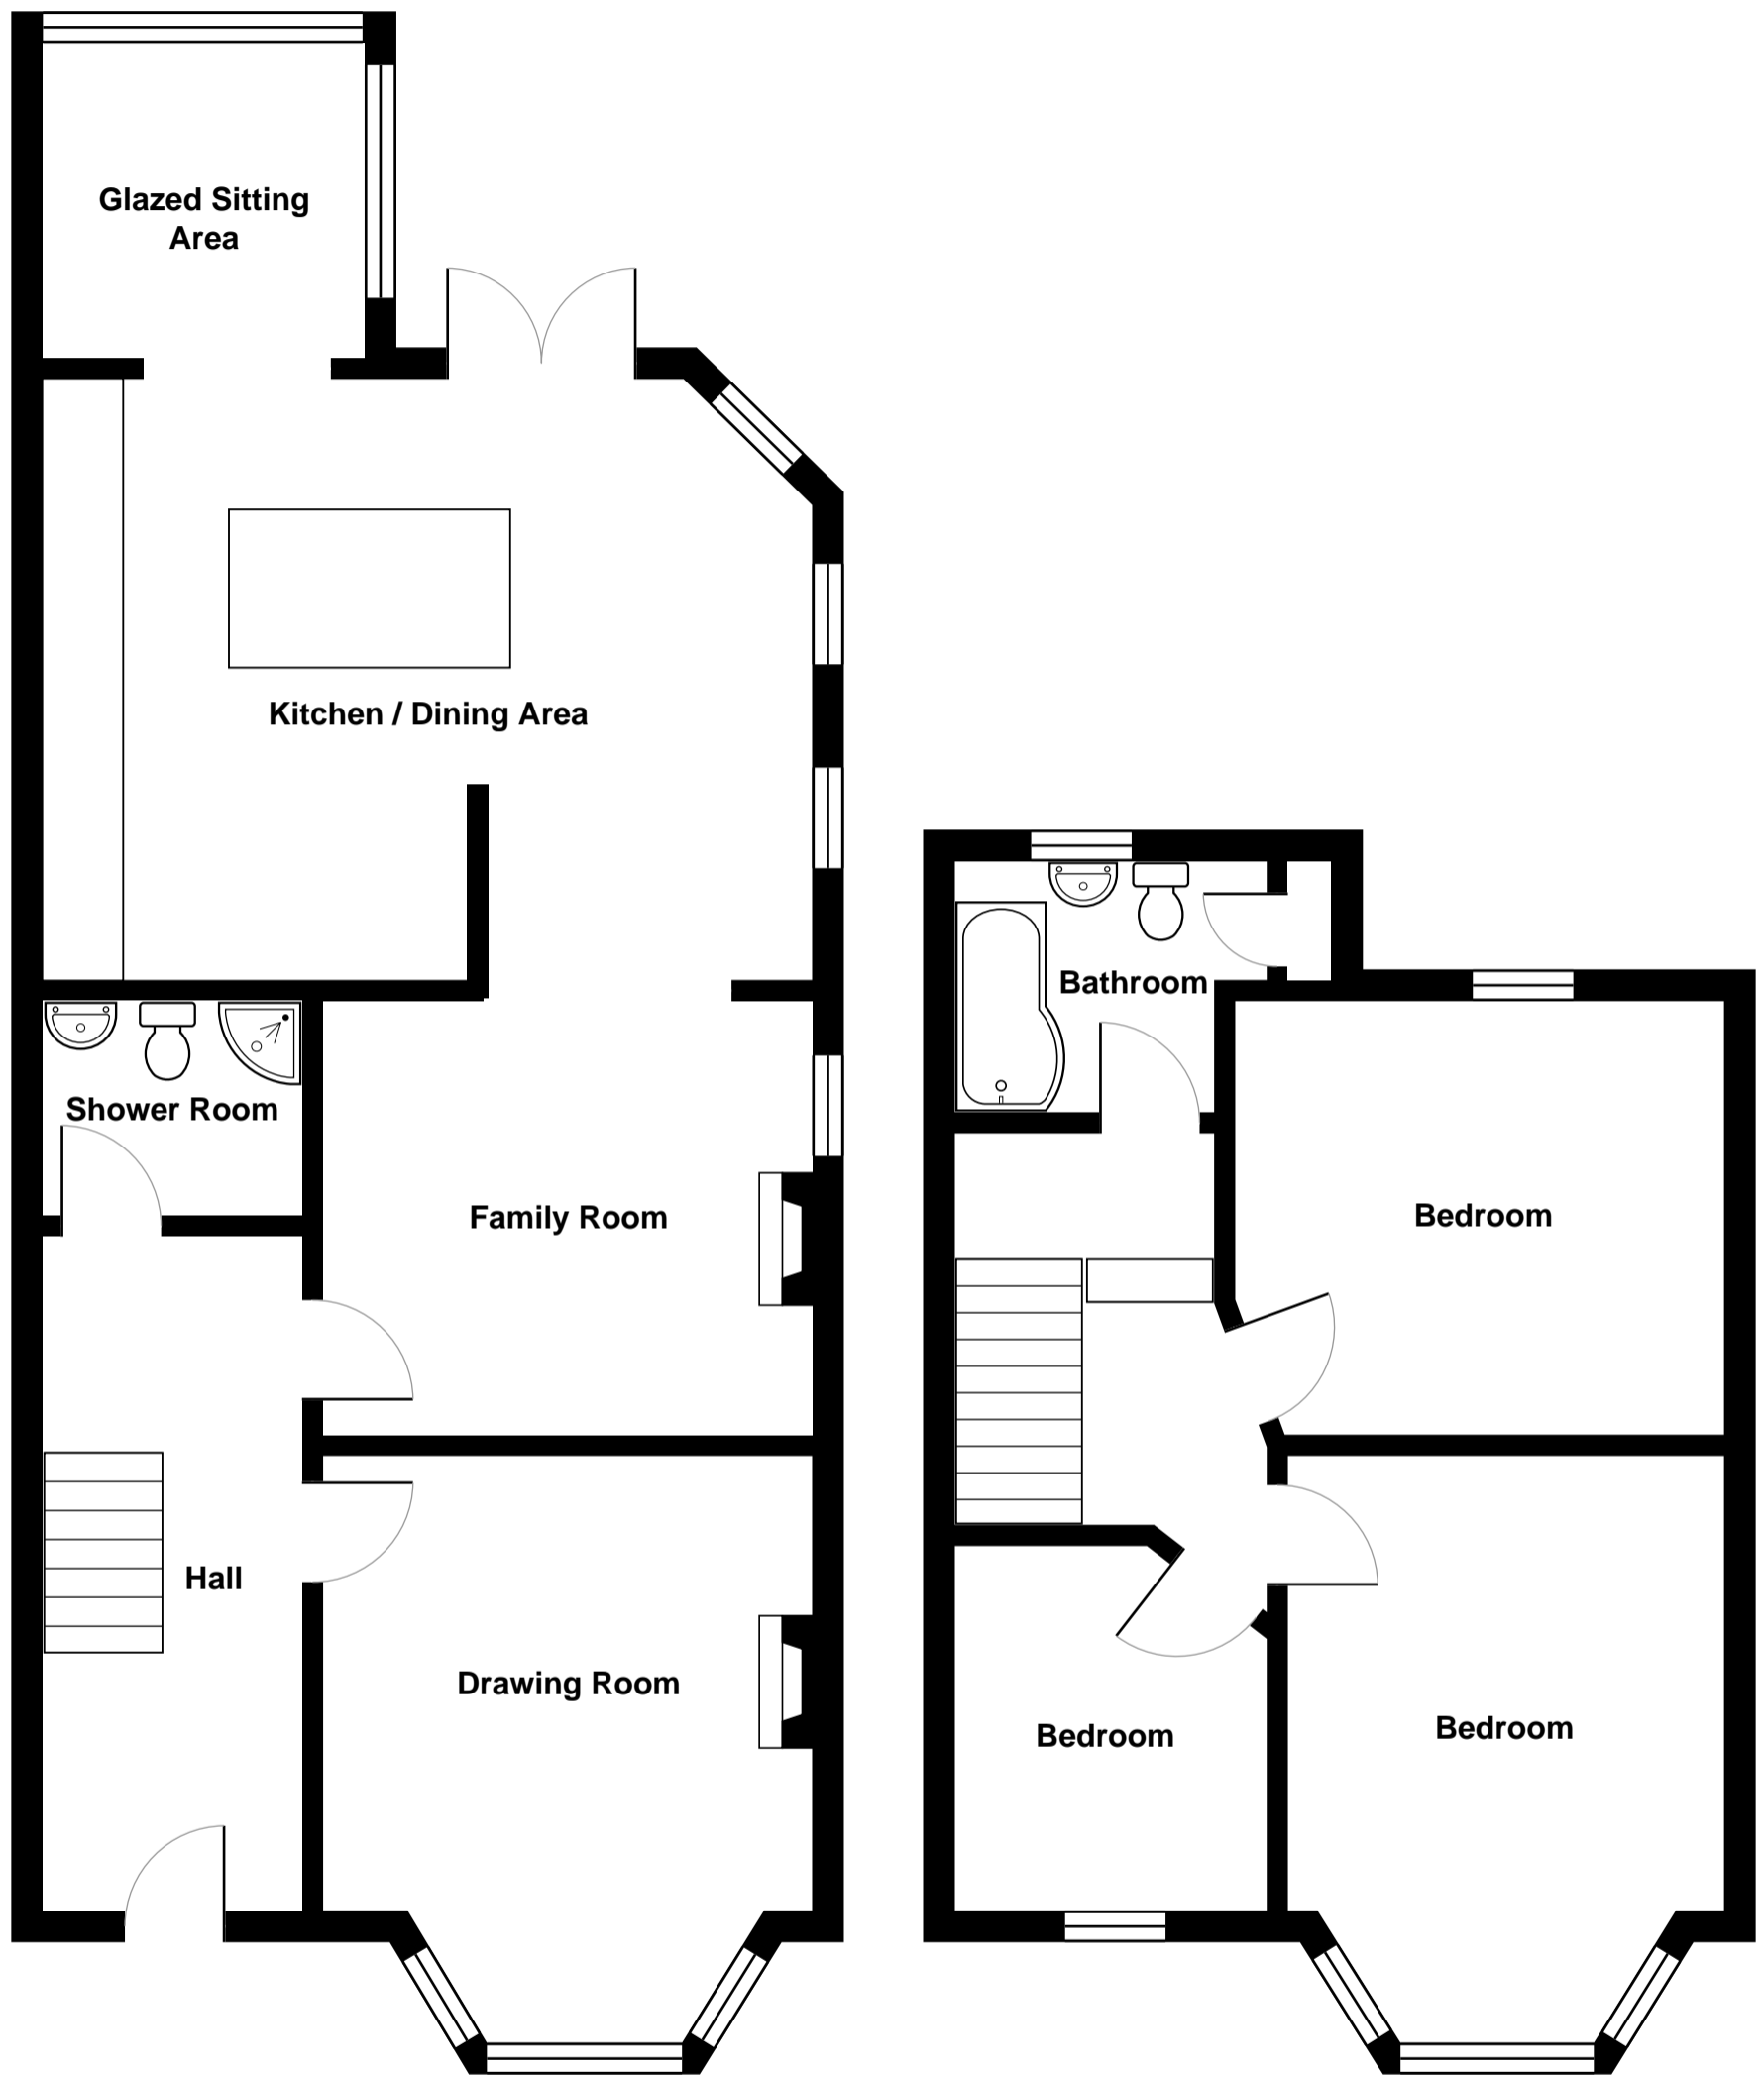 Glazed Sitting
Area
Kitchen / Dining Area
Shower Room
Family Room
Hall
Drawing Room
Bathroom
Bedroom
Bedroom
Bedroom